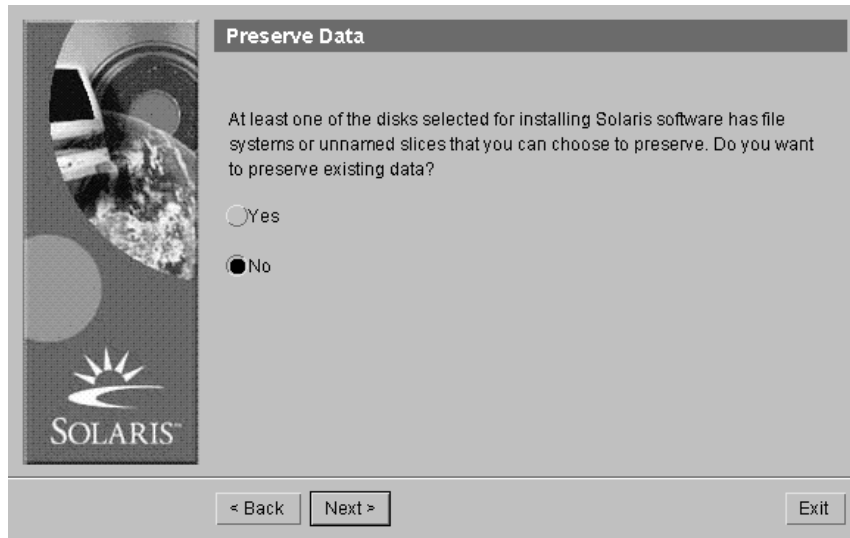 Preserve Data
At least one of the disks selected for installing Solaris software has file
systems or unnamed slices that you can choose to preserve. Do you want
to preserve existing data?
Yes
No
SOLARIS™
< Back
Next >
Exit